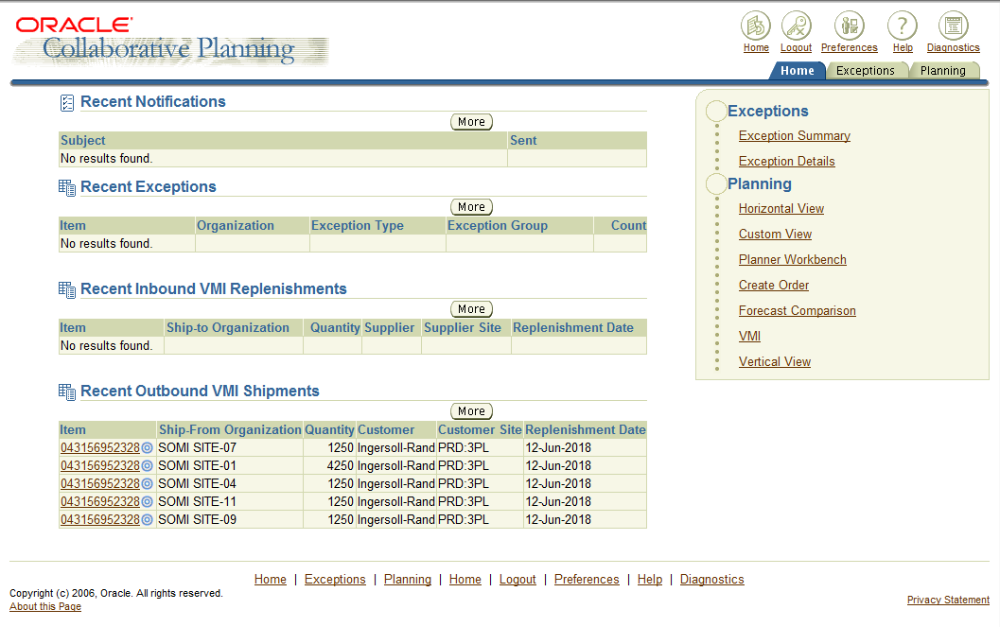 ORACLE
Collaborative Planning
Home Logout Preferences Help Diagnostics
Home Exceptions Planning
Recent Notifications
More
Subject Sent
No results found.
Recent Exceptions
More
Item Organization Exception Type Exception Group Count
No results found.
Recent Inbound VMI Replenishments
More
Item Ship-to Organization Quantity Supplier Supplier Site Replenishment Date
No results found.
Recent Outbound VMI Shipments
More
Item Ship-From Organization Quantity Customer Customer Site Replenishment Date
043156952328 SOMI SITE-07 1250 Ingersoll-Rand PRD:3PL 12-Jun-2018
043156952328 SOMI SITE-01 4250 Ingersoll-Rand PRD:3PL 12-Jun-2018
043156952328 SOMI SITE-04 1250 Ingersoll-Rand PRD:3PL 12-Jun-2018
043156952328 SOMI SITE-11 1250 Ingersoll-Rand PRD:3PL 12-Jun-2018
043156952328 SOMI SITE-09 1250 Ingersoll-Rand PRD:3PL 12-Jun-2018
Exceptions
Exception Summary
Exception Details
Planning
Horizontal View
Custom View
Planner Workbench
Create Order
Forecast Comparison
VMI
Vertical View
Home | Exceptions | Planning | Home | Logout | Preferences | Help | Diagnostics
Copyright (c) 2006, Oracle. All rights reserved.
About this Page
Privacy Statement